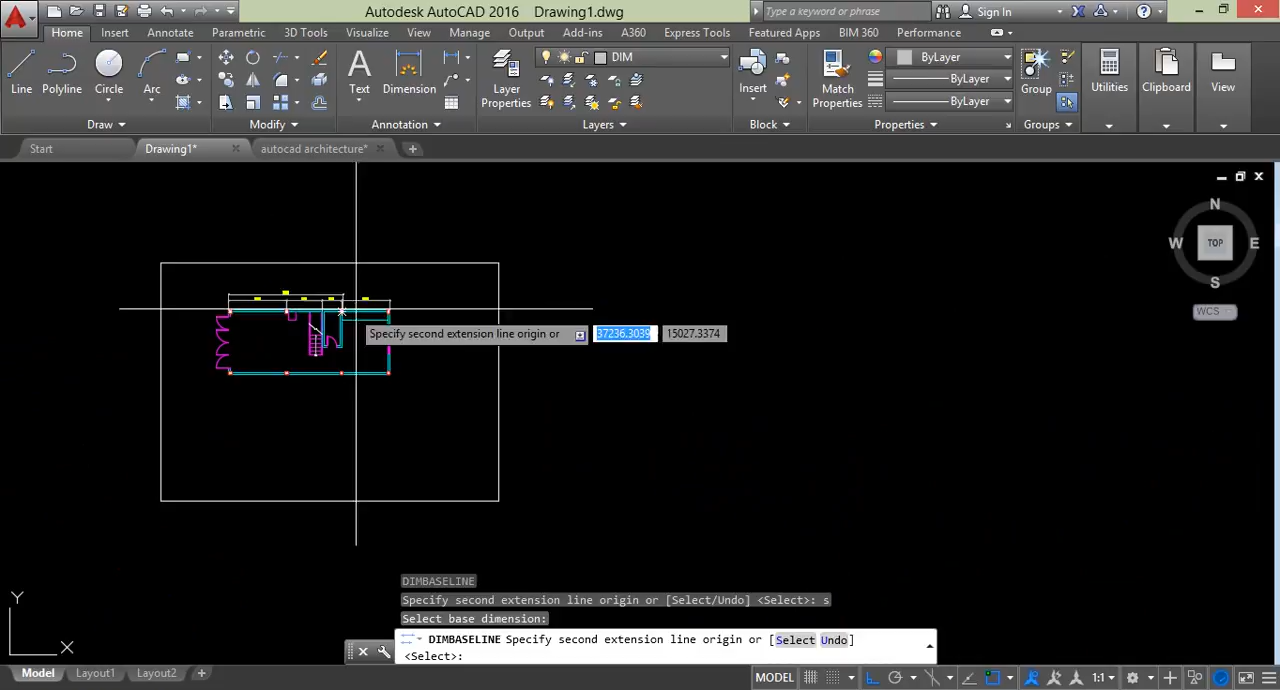 Autodesk AutoCAD 2016 Drawing1.dwg
Type a keyword or phrase
Sign In
Home Insert Annotate Parametric 3D Tools Visualize View Manage Output Add-ins A360 Express Tools Featured Apps BIM 360 Performance
DIM
ByLayer
ByLayer
ByLayer
Line Polyline Circle Arc Text Dimension Layer Properties Insert Match Properties Group Utilities Clipboard View
Draw Modify Annotation Layers Block Properties Groups
Start Drawing1* autocad architecture*
N
W TOP E
S
WCS
Specify second extension line origin or 37236.3039 15027.3374
DIMBASELINE
Specify second extension line origin or [Select/Undo] <Select>: s
Select base dimension:
DIMBASELINE Specify second extension line origin or [Select Undo]
<Select>:
Y
X
Model Layout1 Layout2 MODEL 1:1